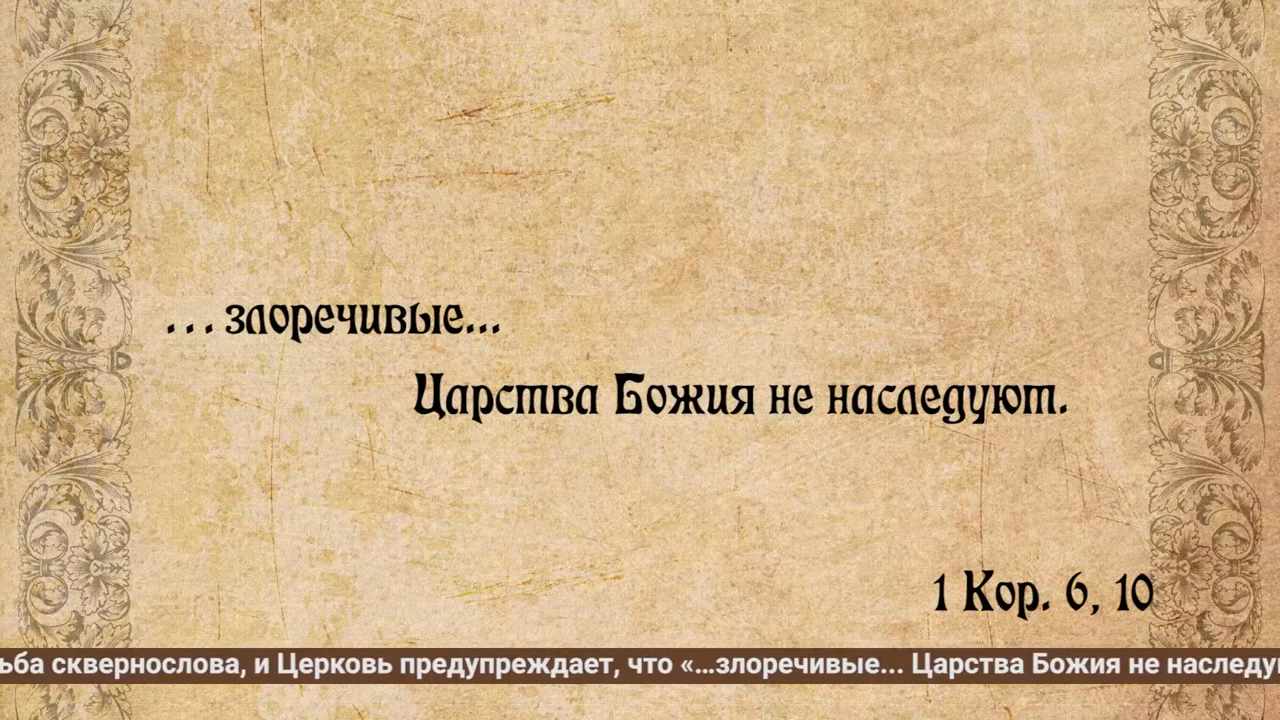 ...злоречивые...
Царства Божия не наследуют.
1 Кор. 6, 10
ьба сквернослова, и Церковь предупреждает, что «...злоречивые... Царства Божия не наследу